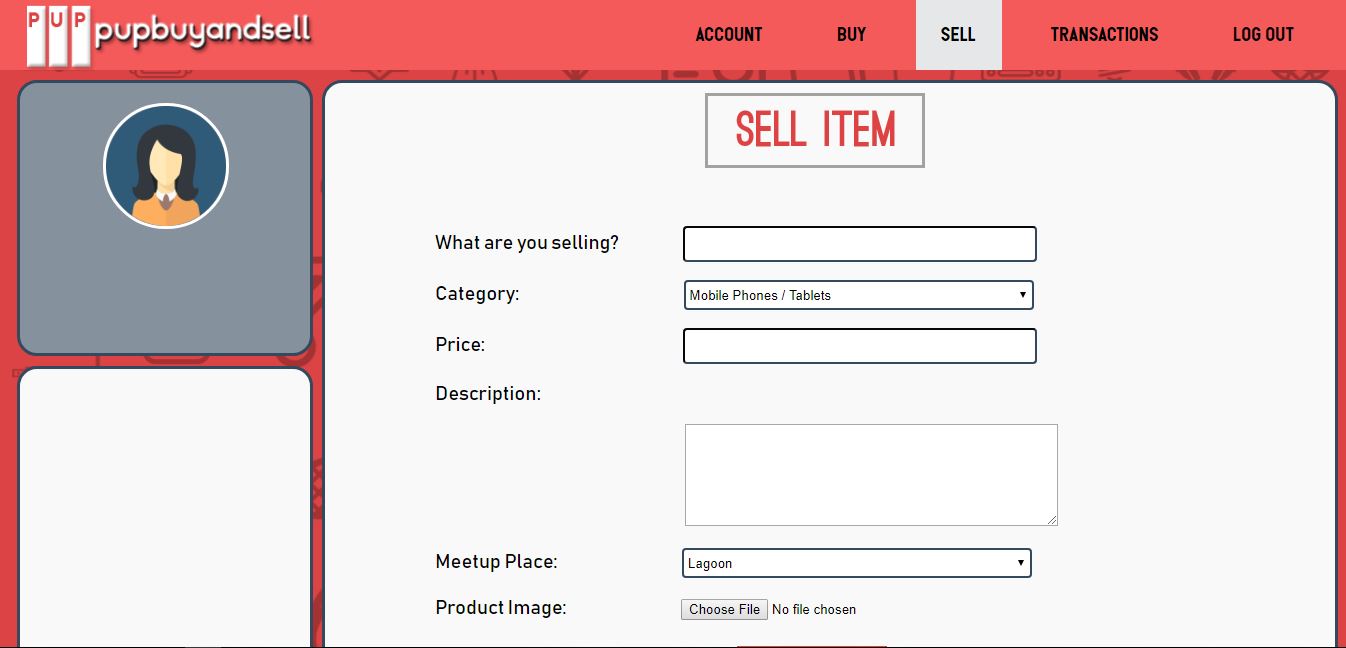 PUP pupbuyandsell
ACCOUNT BUY SELL TRANSACTIONS LOG OUT
SELL ITEM
What are you selling?
Category: Mobile Phones / Tablets
Price:
Description:
Meetup Place: Lagoon
Product Image: Choose File No file chosen